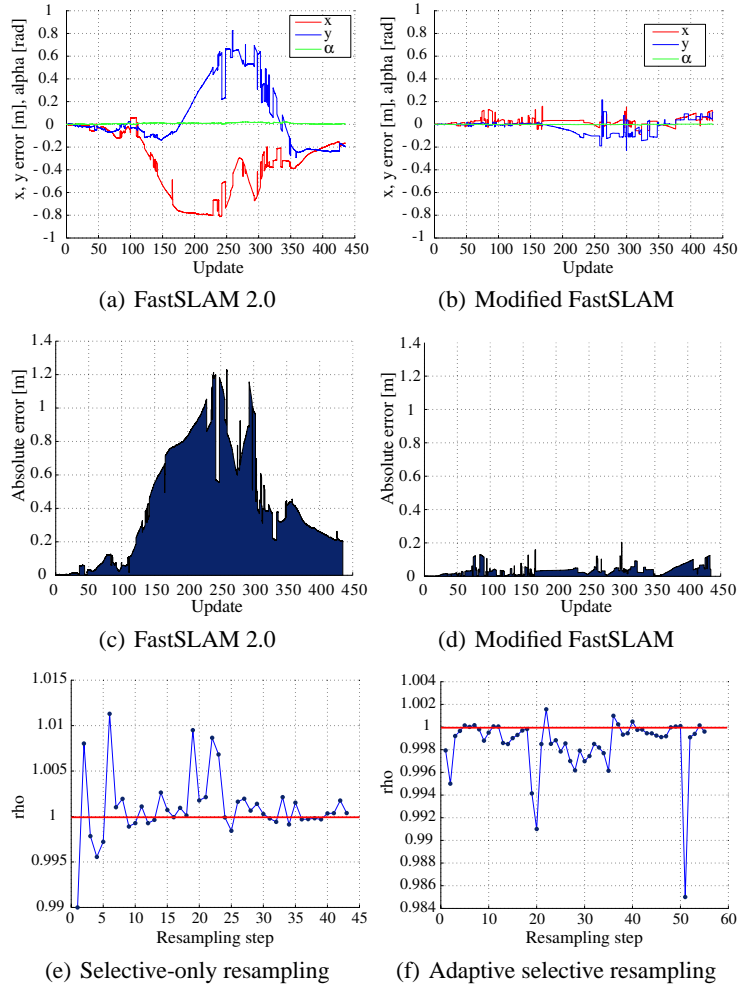 x, y error [m], alpha [rad]
1
0.8
0.6
0.4
0.2
0
- 0.2
- 0.4
- 0.6
- 0.8
-1
x
y
α
0 50 100 150 200 250 300 350 400 450
Update
(a) FastSLAM 2.0
x, y error [m], alpha [rad]
1
0.8
0.6
0.4
0.2
0
- 0.2
- 0.4
- 0.6
- 0.8
-1
x
y
α
0 50 100 150 200 250 300 350 400 450
Update
(b) Modified FastSLAM
Absolute error [m]
1.4
1.2
1
0.8
0.6
0.4
0.2
0
0 50 100 150 200 250 300 350 400 450
Update
(c) FastSLAM 2.0
Absolute error [m]
1.4
1.2
1
0.8
0.6
0.4
0.2
0
0 50 100 150 200 250 300 350 400 450
Update
(d) Modified FastSLAM
rho
1.015
1.01
1.005
1
0.995
0.99
0 5 10 15 20 25 30 35 40 45
Resampling step
(e) Selective-only resampling
rho
1.004
1.002
1
0.998
0.996
0.994
0.992
0.99
0.988
0.986
0.984
0 10 20 30 40 50 60
Resampling step
(f) Adaptive selective resampling